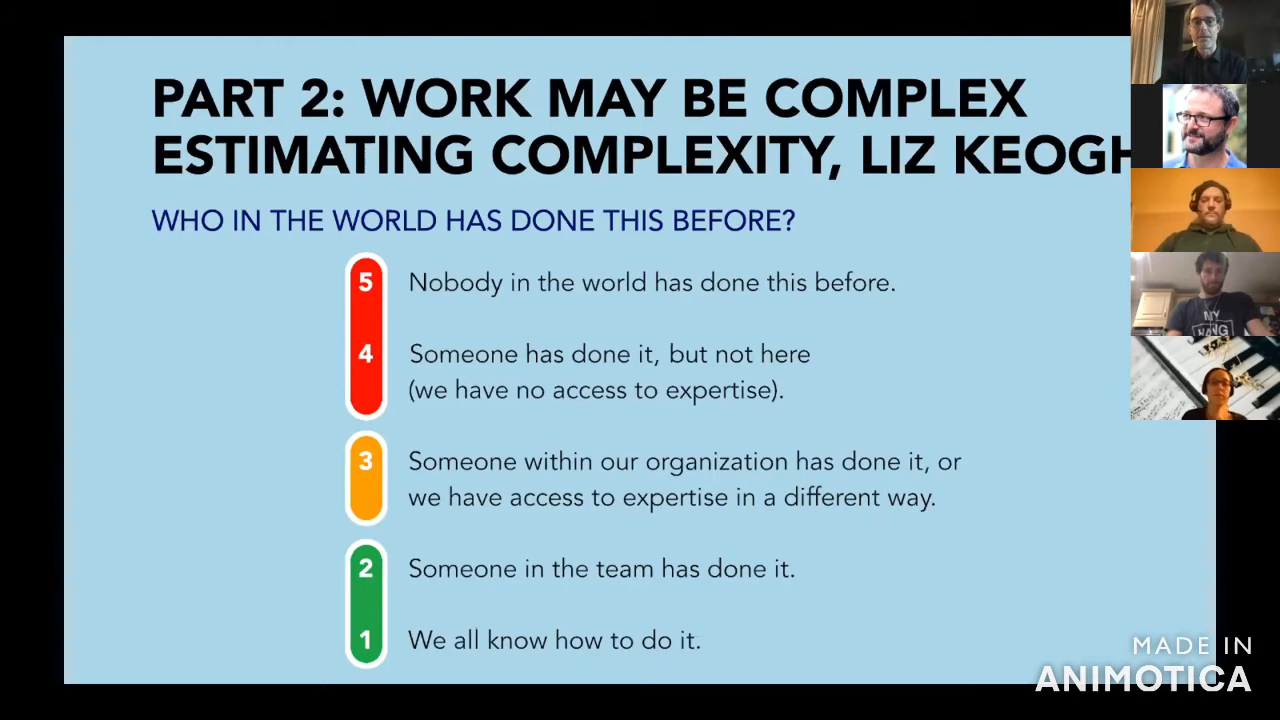 PART 2: WORK MAY BE COMPLEX
ESTIMATING COMPLEXITY, LIZ KEOGH
WHO IN THE WORLD HAS DONE THIS BEFORE?
5 Nobody in the world has done this before.
4 Someone has done it, but not here
(we have no access to expertise).
3 Someone within our organization has done it, or
we have access to expertise in a different way.
2 Someone in the team has done it.
1 We all know how to do it.
MY
MADE IN
ANIMOTICA